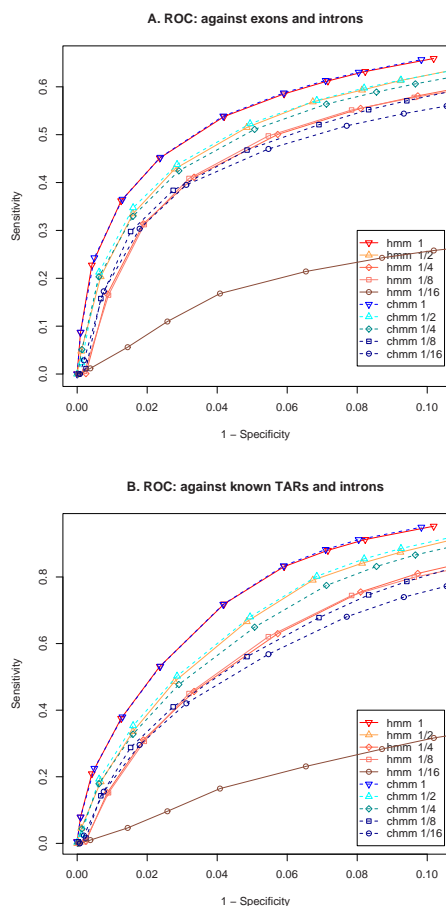 A. ROC: against exons and introns
0.6
0.5
0.4
0.3
0.2
0.1
0.0
Sensitivity
hmm 1
hmm 1/2
hmm 1/4
hmm 1/8
hmm 1/16
chmm 1
chmm 1/2
chmm 1/4
chmm 1/8
chmm 1/16
0.00 0.02 0.04 0.06 0.08 0.10
1 − Specificity
B. ROC: against known TARs and introns
0.8
0.6
0.4
0.2
0.0
Sensitivity
hmm 1
hmm 1/2
hmm 1/4
hmm 1/8
hmm 1/16
chmm 1
chmm 1/2
chmm 1/4
chmm 1/8
chmm 1/16
0.00 0.02 0.04 0.06 0.08 0.10
1 − Specificity